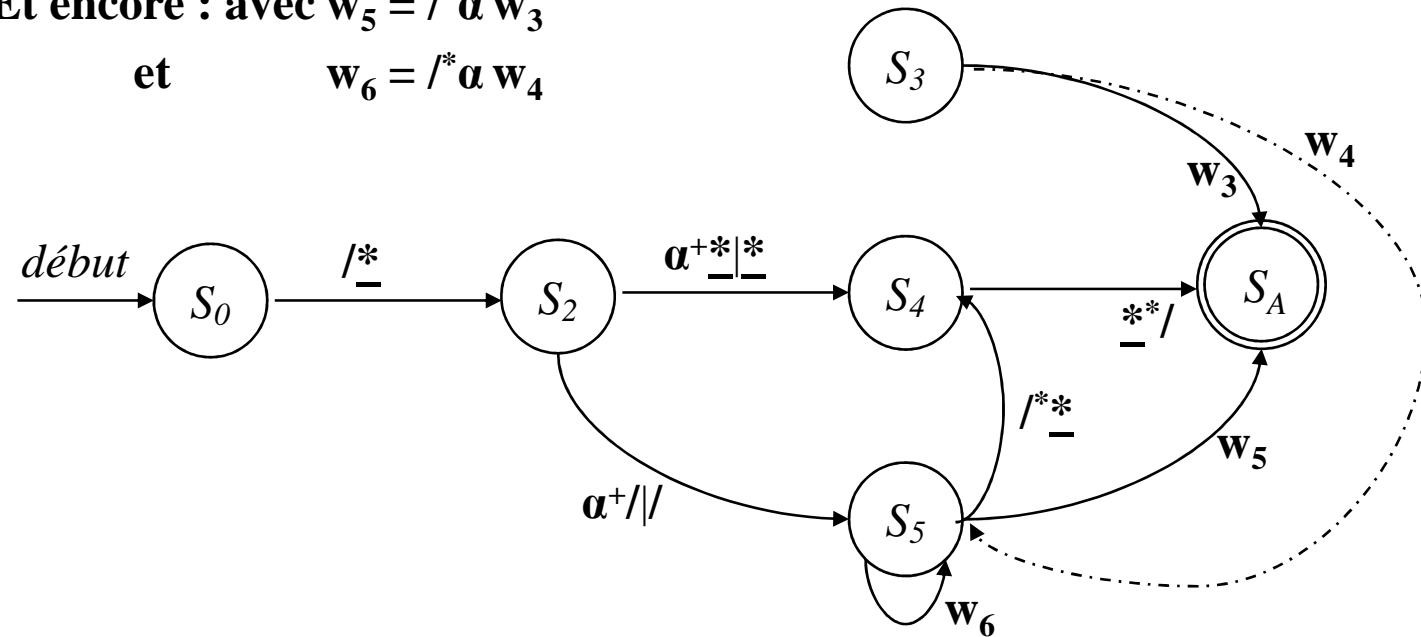 Et encore : avec w5 = /*α w3
et w6 = /*α w4
S3
w4
w3
début
S0
/*
S2
α+*|*
S4
**/
SA
/**
w5
α+/|/
S5
w6